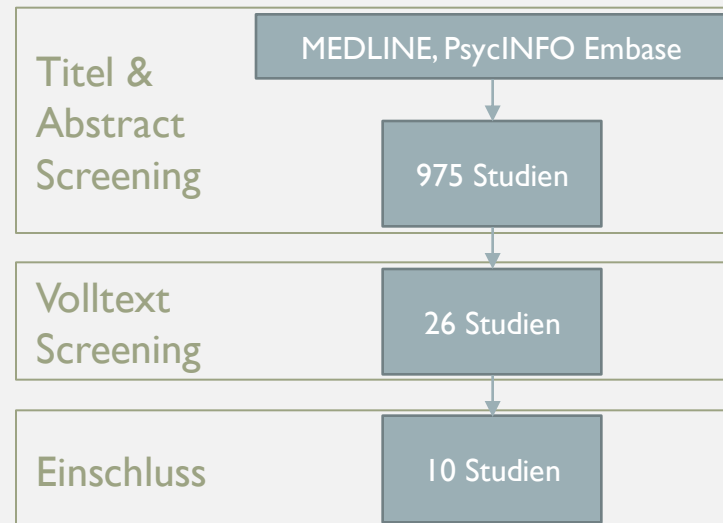 MEDLINE, PsycINFO Embase
Titel &
Abstract
Screening
975 Studien
Volltext
Screening
26 Studien
Einschluss
10 Studien